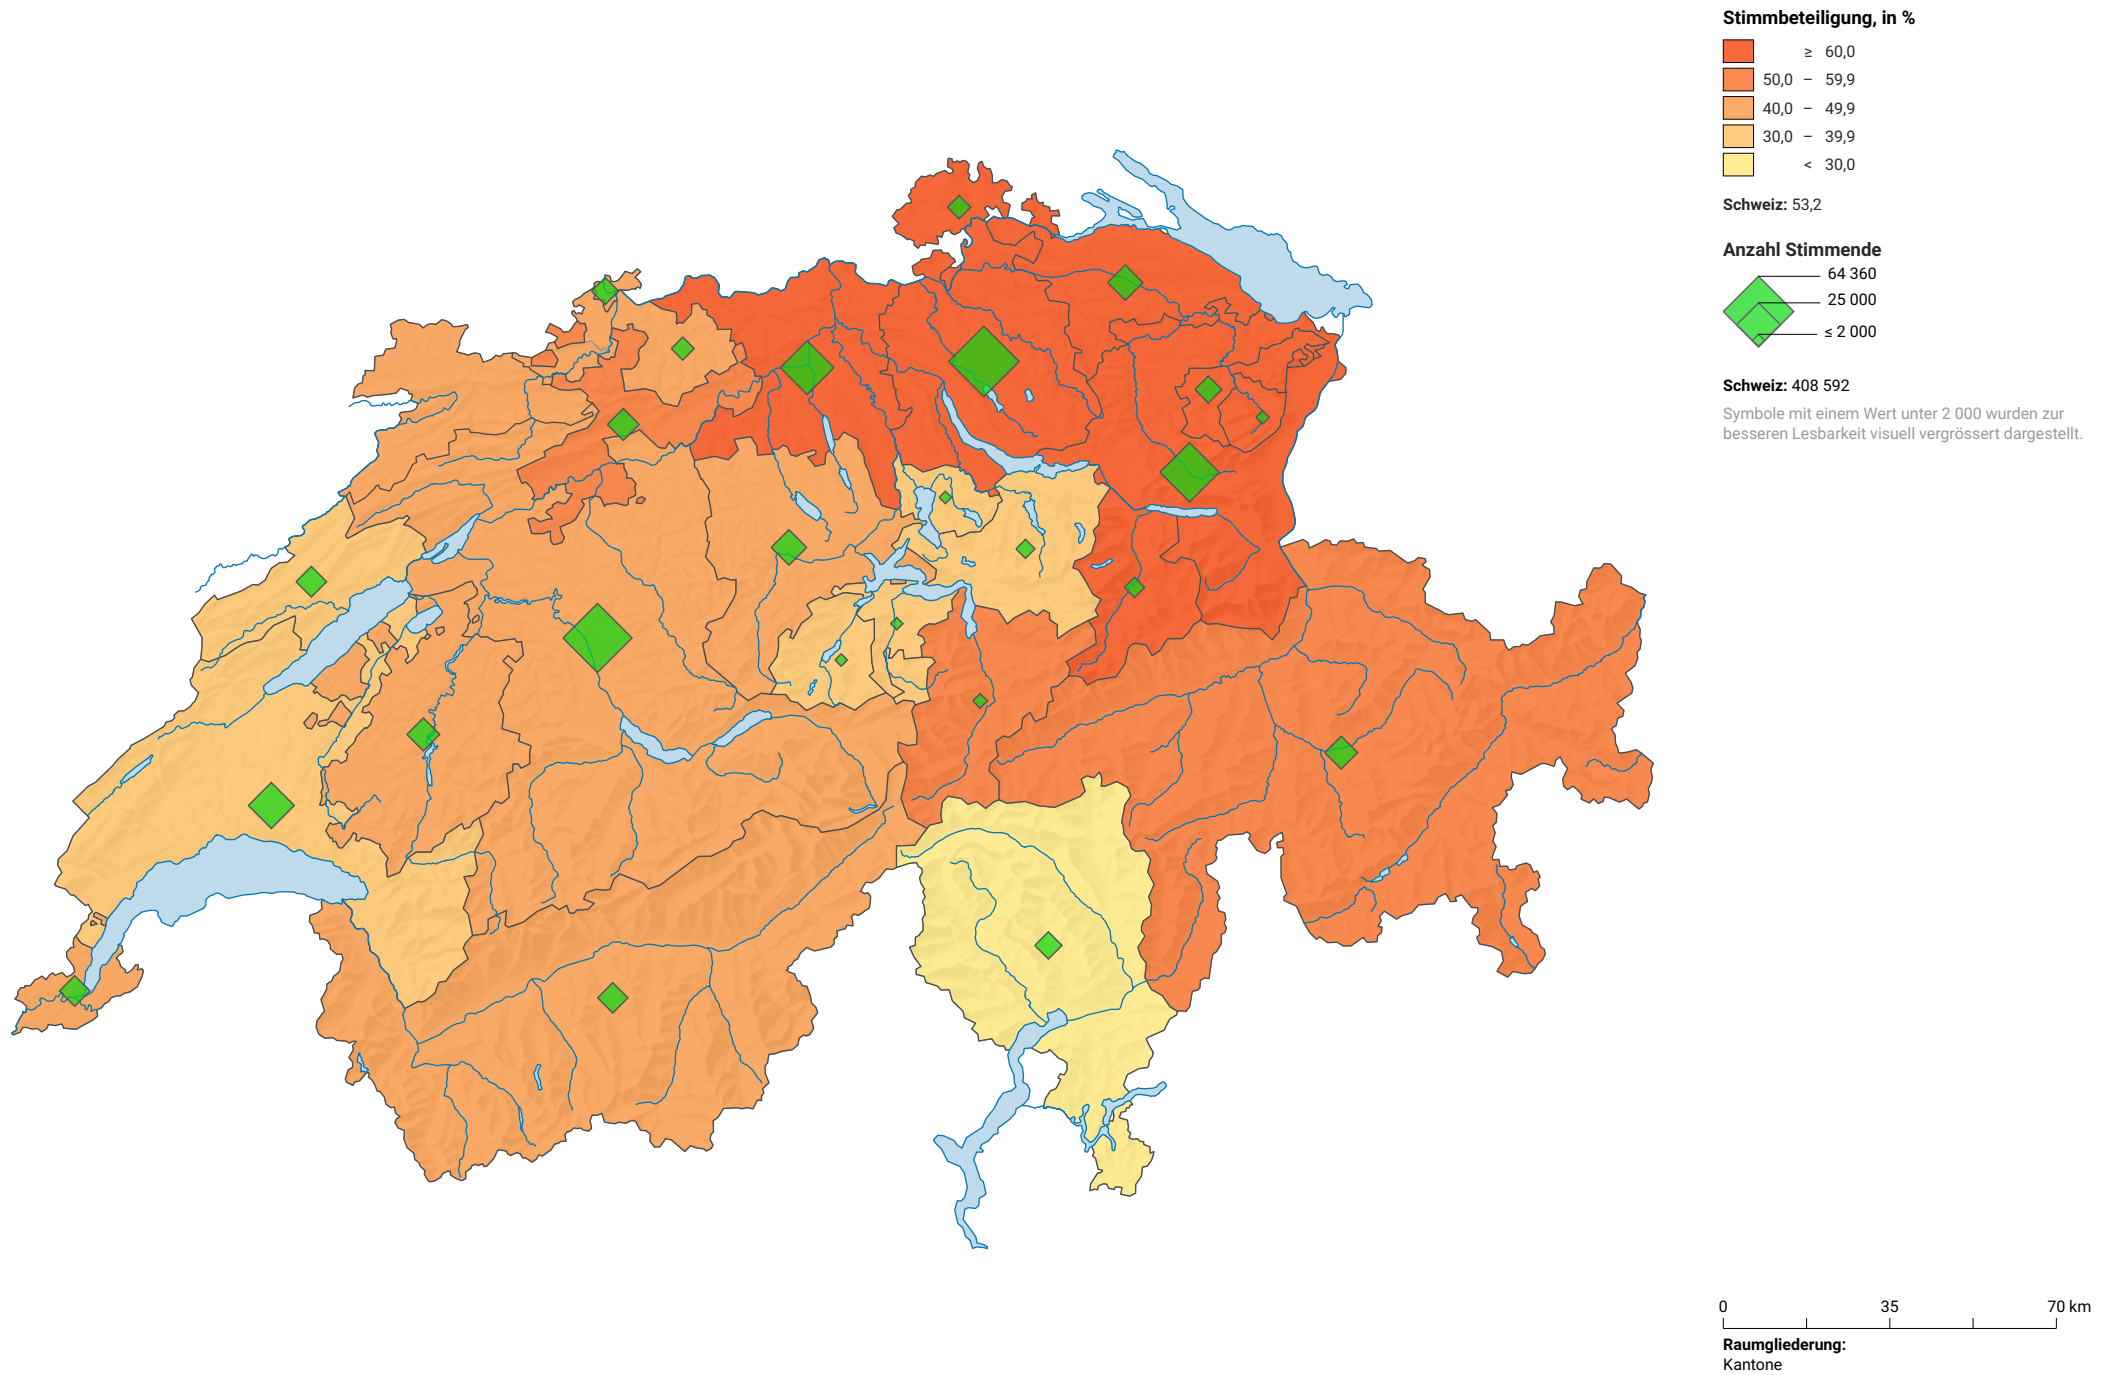 Stimmbeteiligung, in %
≥ 60,0
50,0 – 59,9
40,0 – 49,9
30,0 – 39,9
< 30,0
Schweiz: 53,2
Anzahl Stimmende
64 360
25 000
≤ 2 000
Schweiz: 408 592
Symbole mit einem Wert unter 2 000 wurden zur
besseren Lesbarkeit visuell vergrössert dargestellt.
0 35 70 km
Raumgliederung:
Kantone